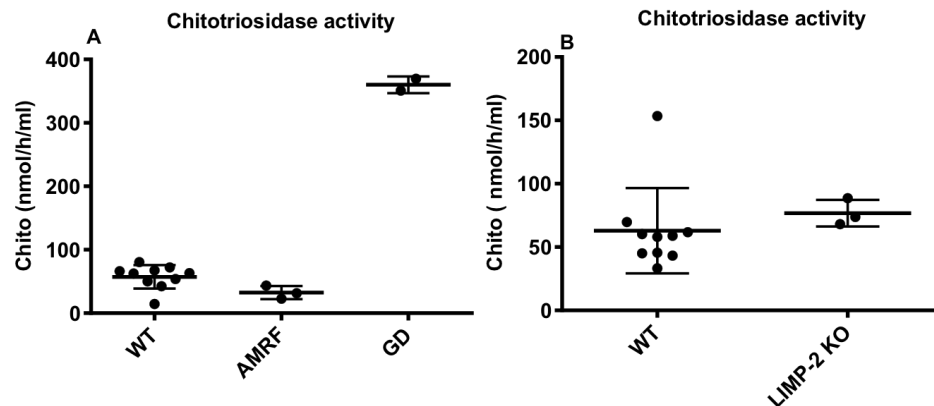 Chitotriosidase activity
A
Chito (nmol/h/ml)
400
300
200
100
0
WT
AMRF
GD
Chitotriosidase activity
B
Chito ( nmol/h/ml)
200
150
100
50
0
WT
LIMP-2 KO